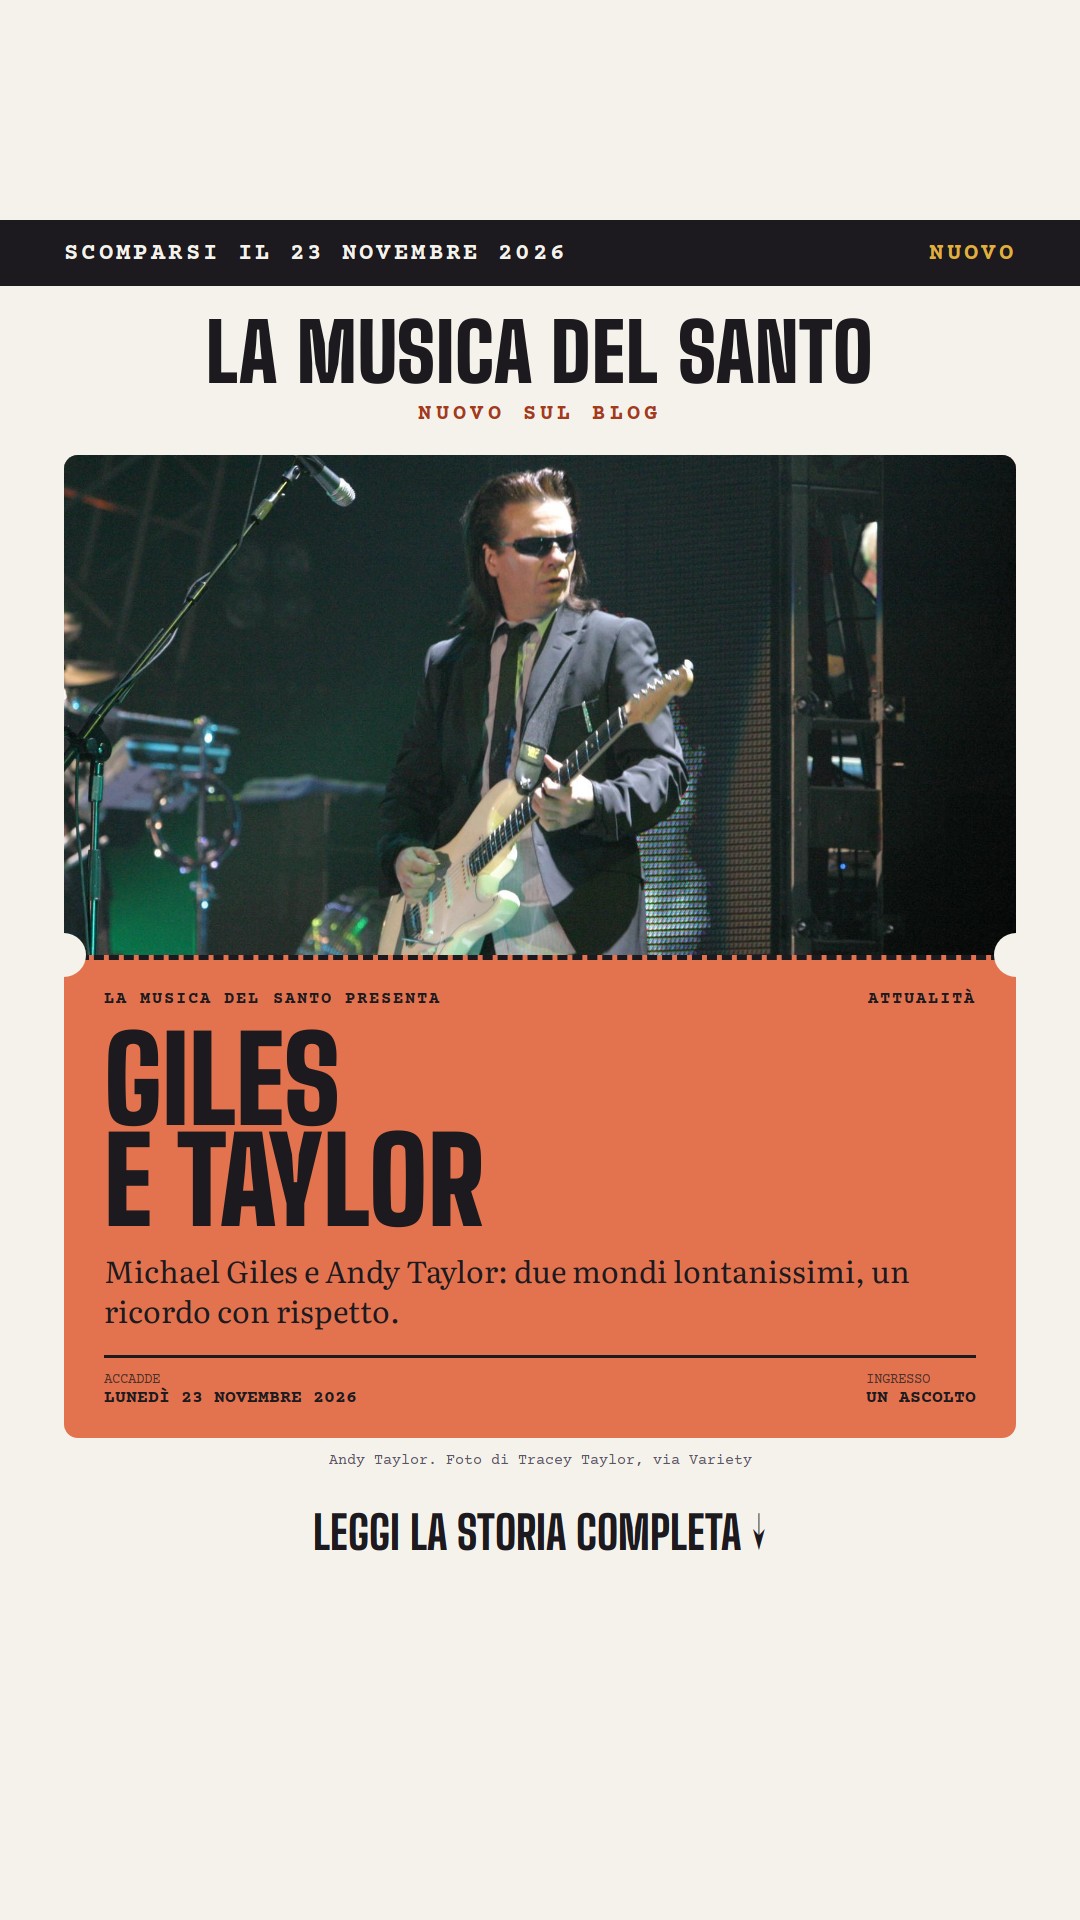 SCOMPARSI IL 23 NOVEMBRE 2026
NUOVO
LA MUSICA DEL SANTO
NUOVO SUL BLOG
LA MUSICA DEL SANTO PRESENTA
ATTUALITÀ
GILES
E TAYLOR
Michael Giles e Andy Taylor: due mondi lontanissimi, un
ricordo con rispetto.
ACCADDE
LUNEDÌ 23 NOVEMBRE 2026
INGRESSO
UN ASCOLTO
Andy Taylor. Foto di Tracey Taylor, via Variety
LEGGI LA STORIA COMPLETA ↓